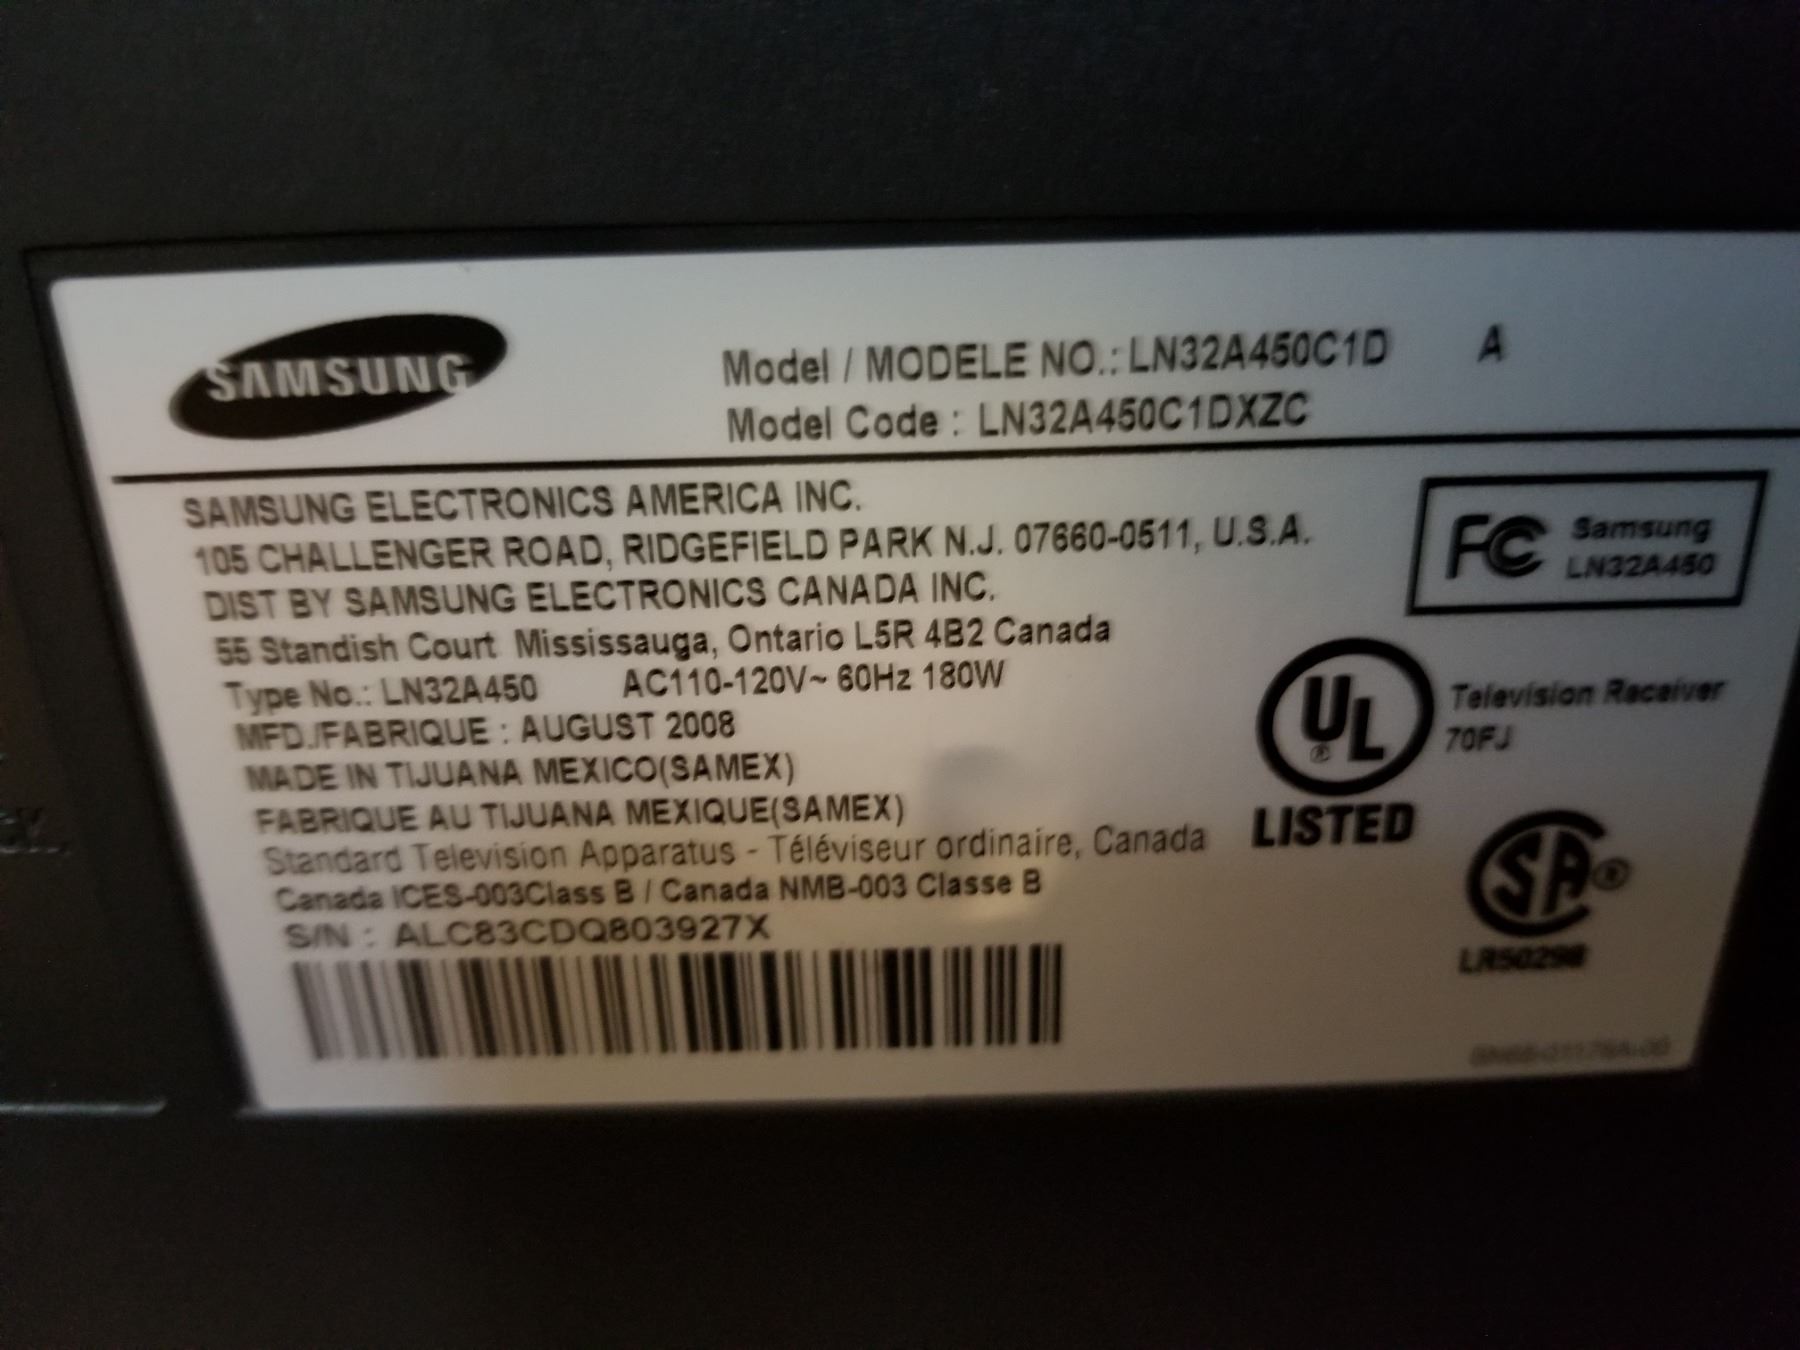 SAMSUNG
Model / MODELE NO.: LN32A450C1D A
Model Code : LN32A450C1DXZC
SAMSUNG ELECTRONICS AMERICA INC.
105 CHALLENGER ROAD, RIDGEFIELD PARK N.J. 07660-0511, U.S.A.
DIST BY SAMSUNG ELECTRONICS CANADA INC.
55 Standish Court Mississauga, Ontario L5R 4B2 Canada
Type No.: LN32A450 AC110-120V~ 60Hz 180W
MFD./FABRIQUE : AUGUST 2008
MADE IN TIJUANA MEXICO(SAMEX)
FABRIQUE AU TIJUANA MEXIQUE(SAMEX)
Standard Television Apparatus - Téléviseur ordinaire, Canada
Canada ICES-003Class B / Canada NMB-003 Classe B
S/N : ALC83CDQ803927X
FC Samsung
LN32A450
UL ®
LISTED
Television Receiver
70FJ
SA ®
LR50298